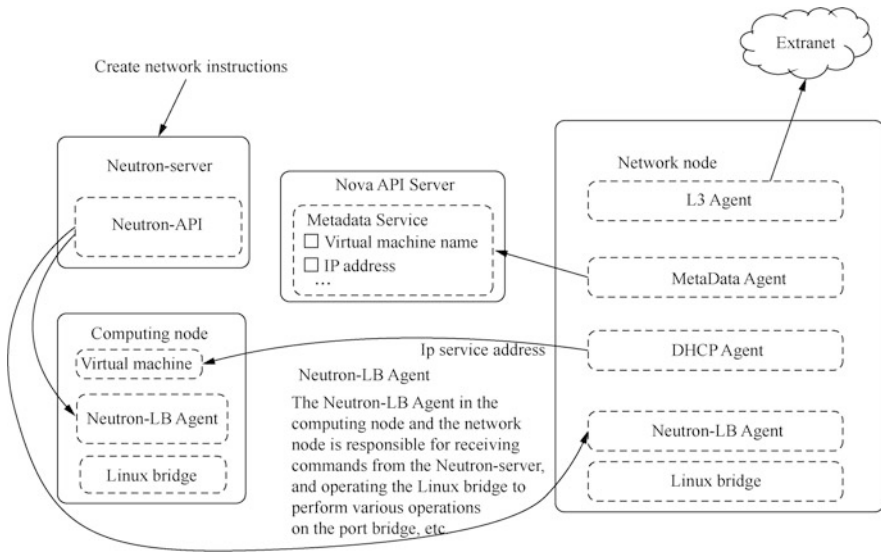 Extranet
Create network instructions
Neutron-server
Neutron-API
Nova API Server
Metadata Service
Virtual machine name
IP address
...
Network node
L3 Agent
MetaData Agent
DHCP Agent
Neutron-LB Agent
Linux bridge
Computing node
Virtual machine
Neutron-LB Agent
Linux bridge
Ip service address
Neutron-LB Agent
The Neutron-LB Agent in the
computing node and the network
node is responsible for receiving
commands from the Neutron-server,
and operating the Linux bridge to
perform various operations
on the port bridge, etc